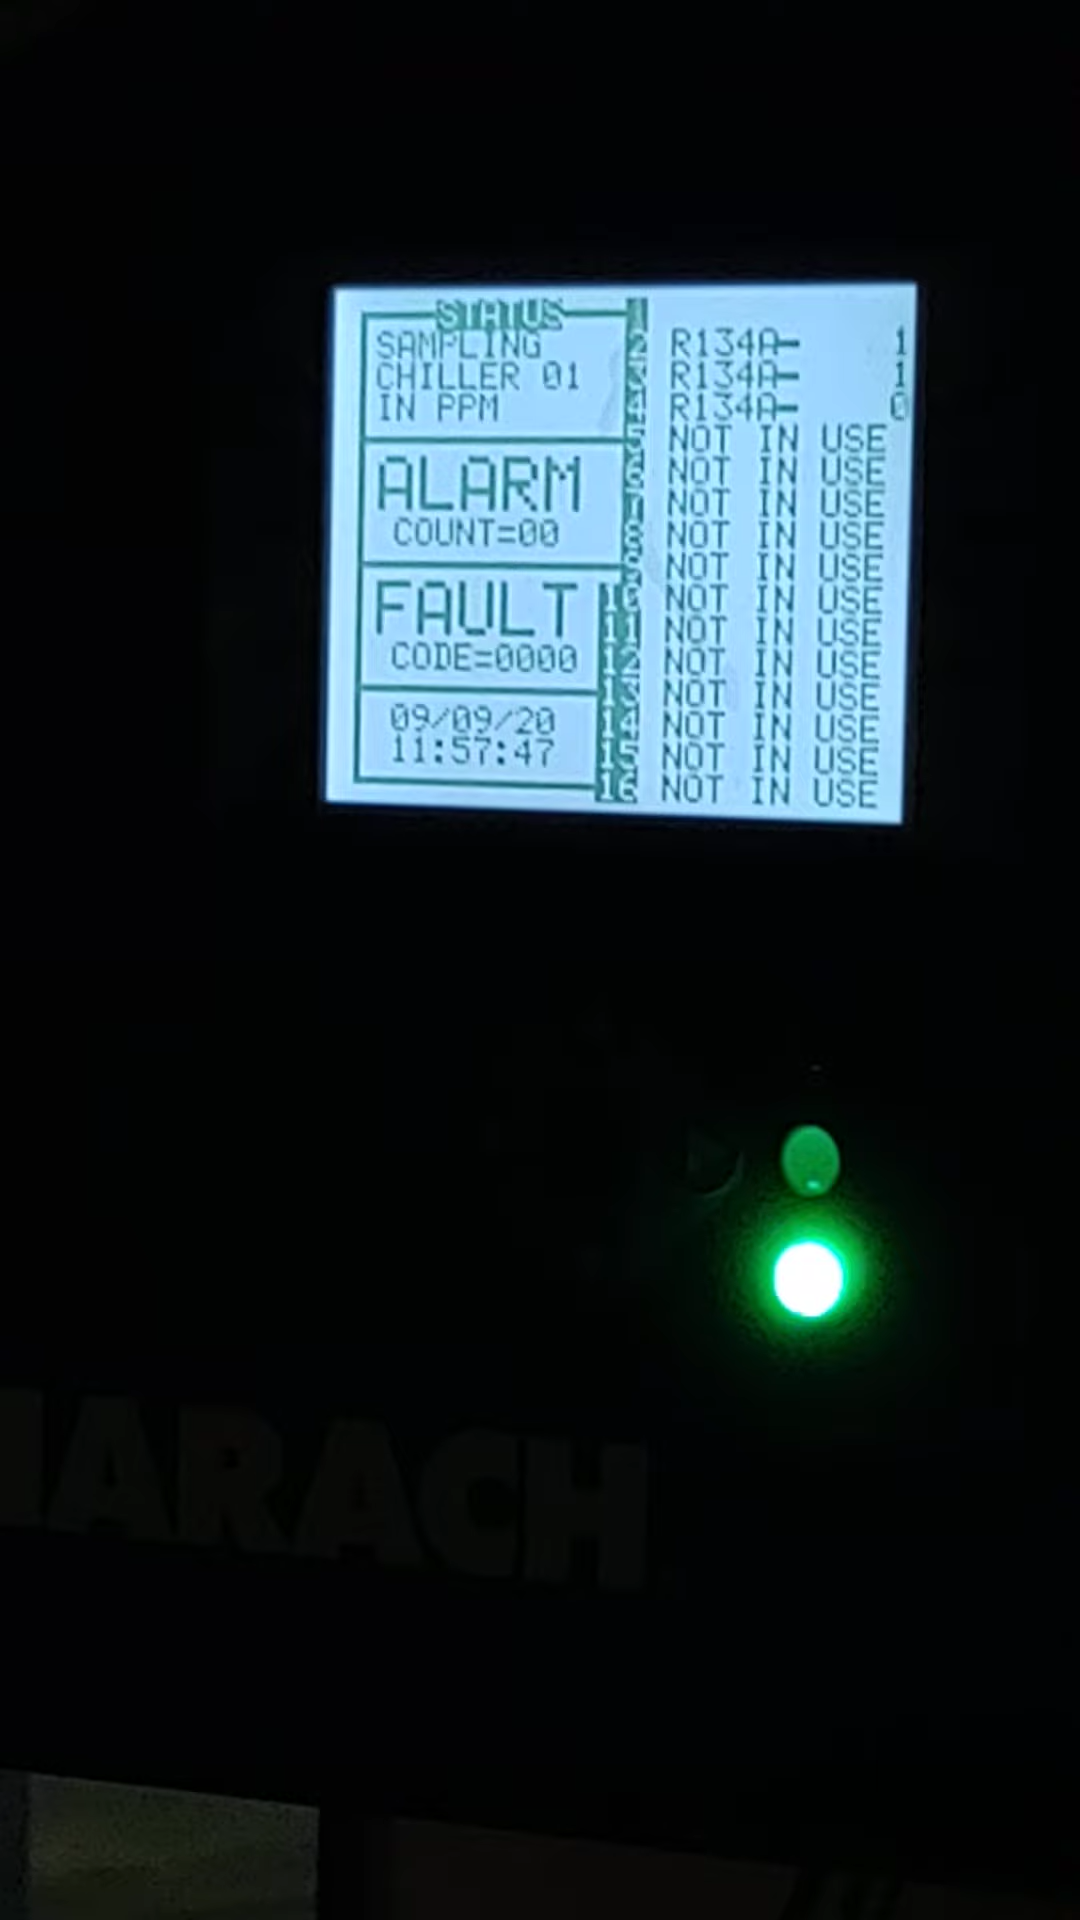 STATUS
SAMPLING
CHILLER 01
IN PPM
ALARM
COUNT=00
FAULT
CODE=0000
09/09/20
11:57:47
1
2 R134A- 1
3 R134A- 1
4 R134A- 0
5 NOT IN USE
6 NOT IN USE
7 NOT IN USE
8 NOT IN USE
9 NOT IN USE
10 NOT IN USE
11 NOT IN USE
12 NOT IN USE
13 NOT IN USE
14 NOT IN USE
15 NOT IN USE
16 NOT IN USE
ARACH